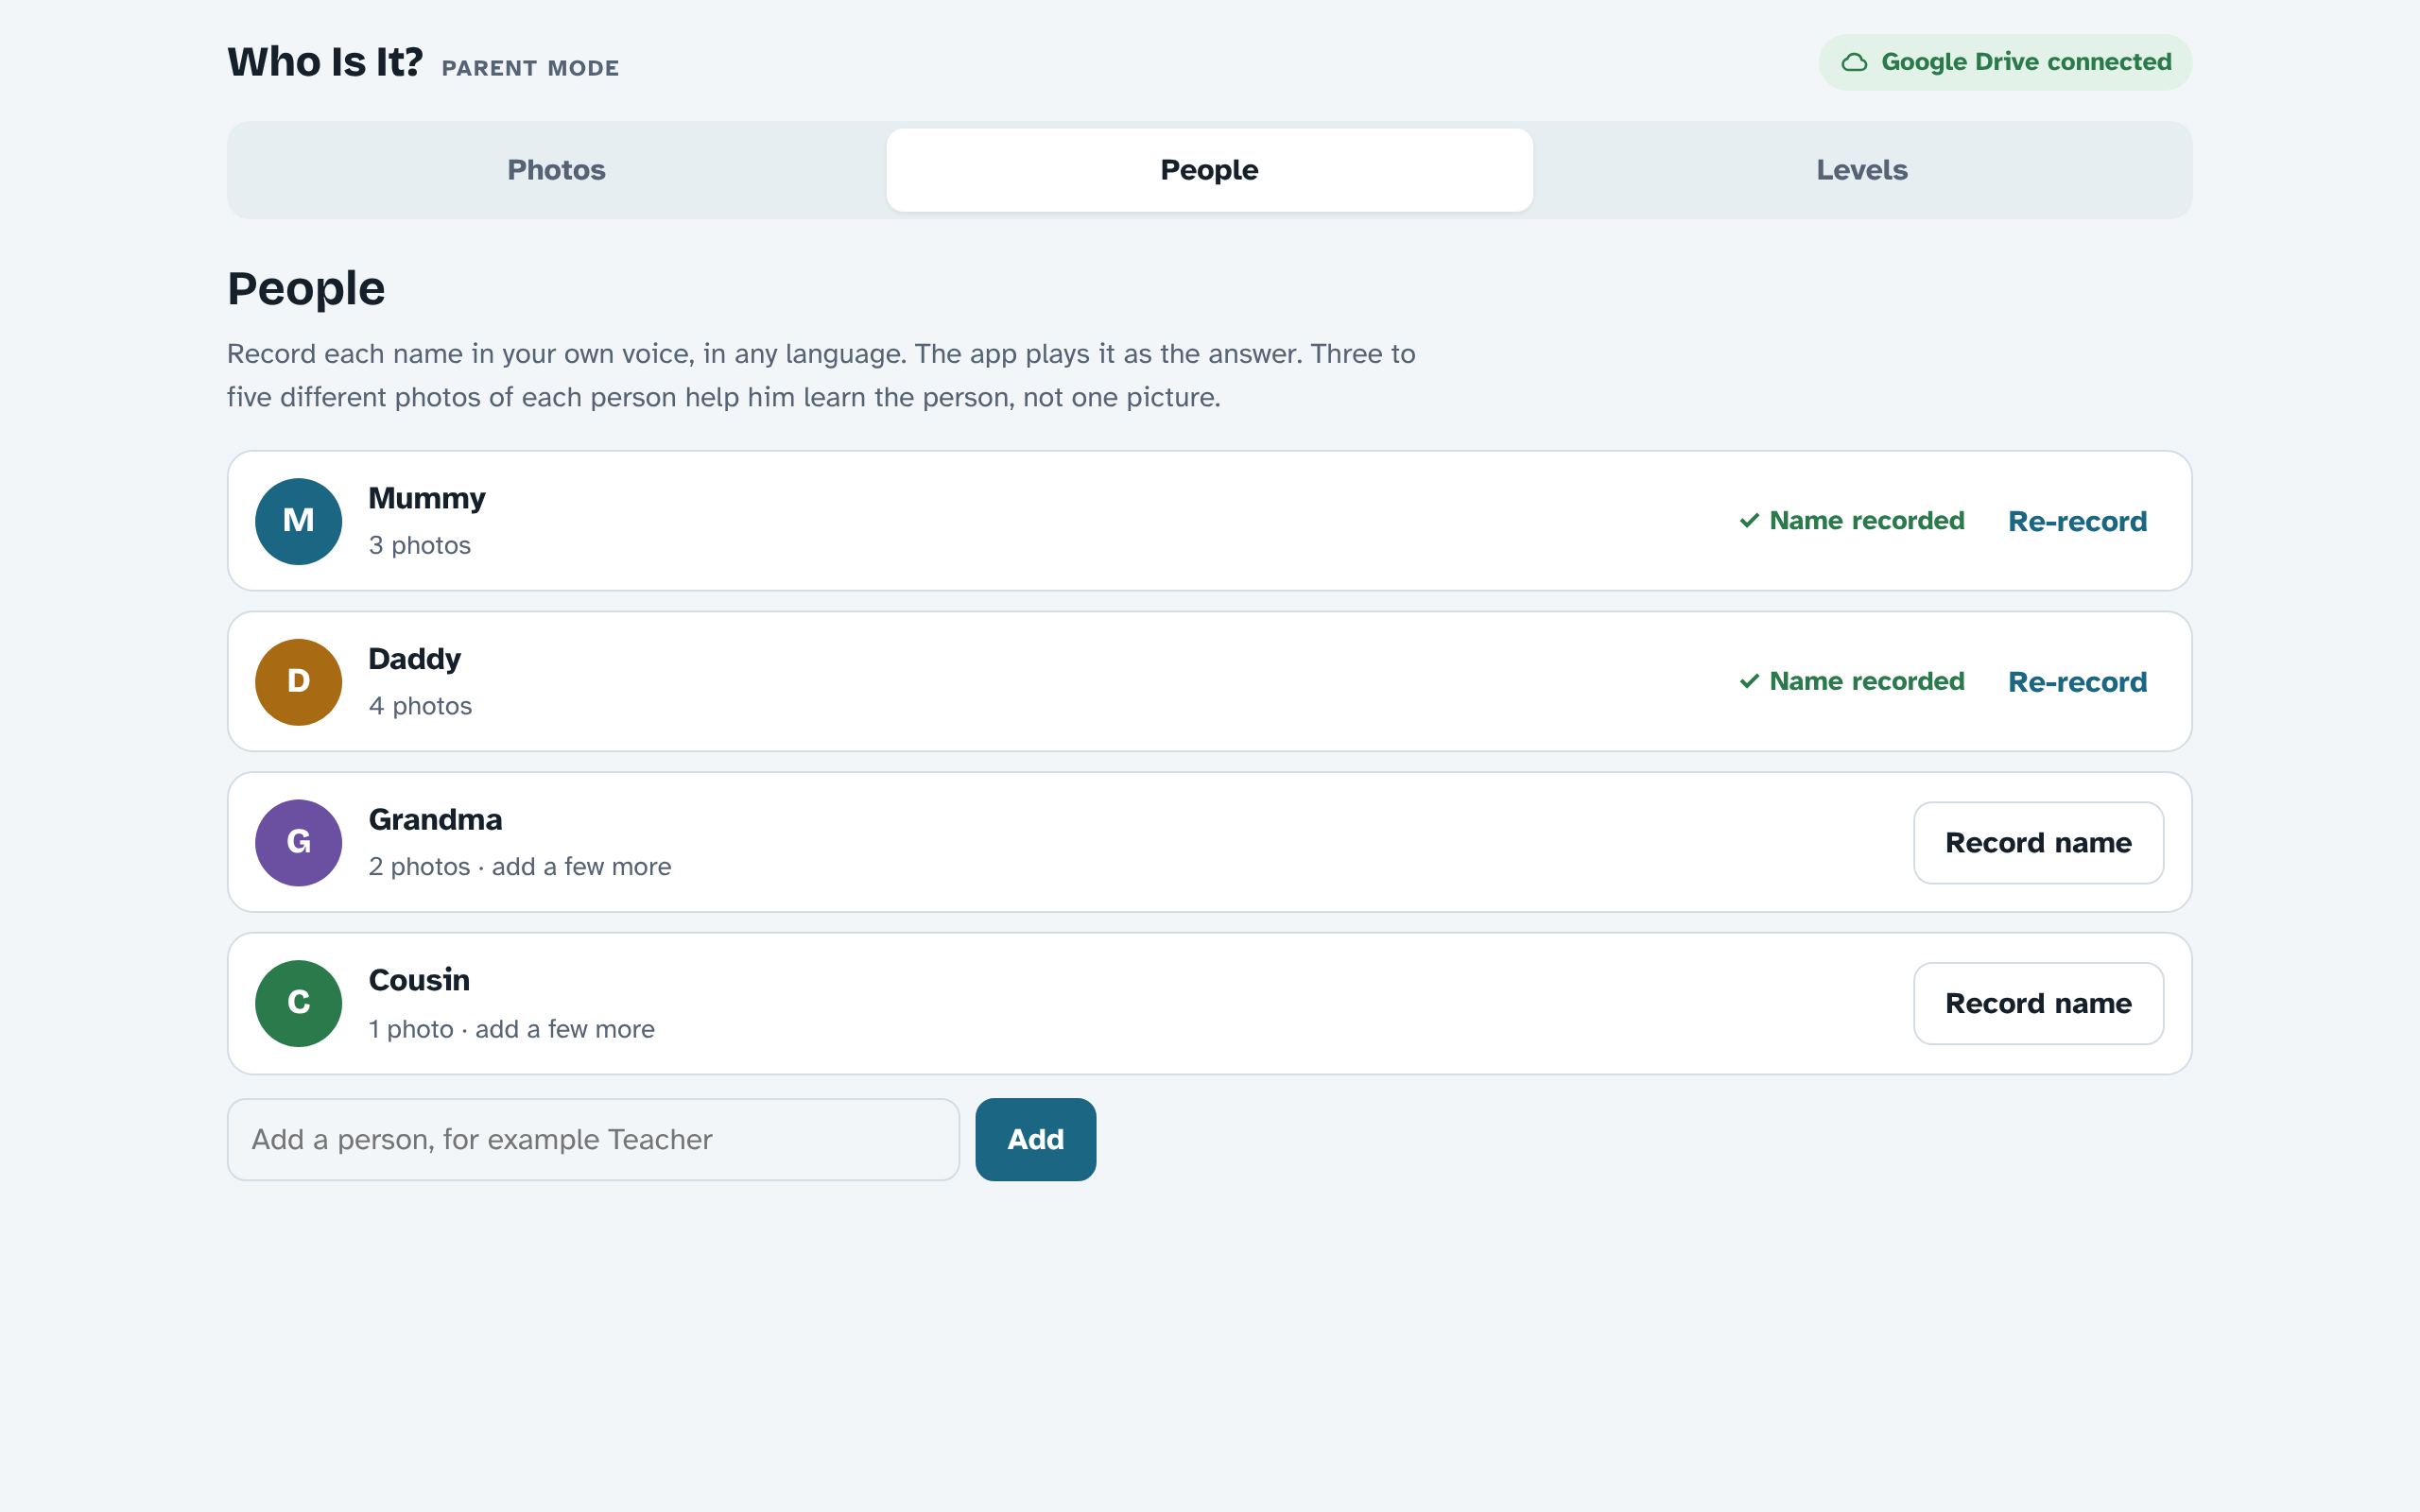 Who Is It? PARENT MODE
Google Drive connected
Photos
People
Levels
People
Record each name in your own voice, in any language. The app plays it as the answer. Three to
five different photos of each person help him learn the person, not one picture.
M
Mummy
3 photos
Name recorded
Re-record
D
Daddy
4 photos
Name recorded
Re-record
G
Grandma
2 photos · add a few more
Record name
C
Cousin
1 photo · add a few more
Record name
Add a person, for example Teacher
Add